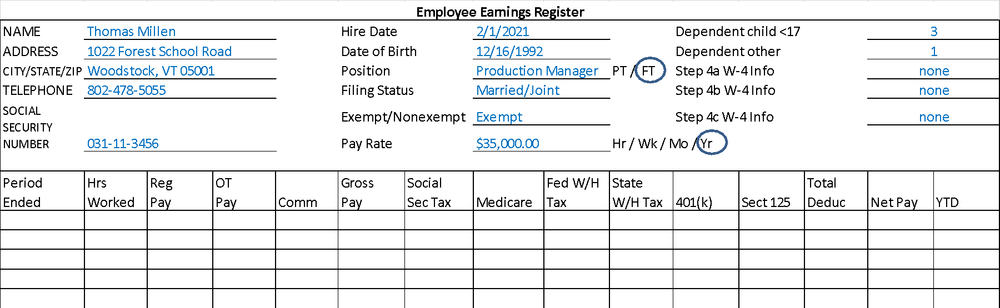 Employee Earnings Register
NAME Thomas Millen Hire Date 2/1/2021 Dependent child <17 3
ADDRESS 1022 Forest School Road Date of Birth 12/16/1992 Dependent other 1
CITY/STATE/ZIP Woodstock, VT 05001 Position Production Manager PT / FT Step 4a W-4 Info none
TELEPHONE 802-478-5055 Filing Status Married/Joint Step 4b W-4 Info none
SOCIAL
SECURITY Exempt/Nonexempt Exempt Step 4c W-4 Info none
NUMBER 031-11-3456 Pay Rate $35,000.00 Hr / Wk / Mo / Yr
Period Hrs Reg OT Gross Social Fed W/H State Total
Ended Worked Pay Pay Comm Pay Sec Tax Medicare Tax W/H Tax 401(k) Sect 125 Deduc Net Pay YTD